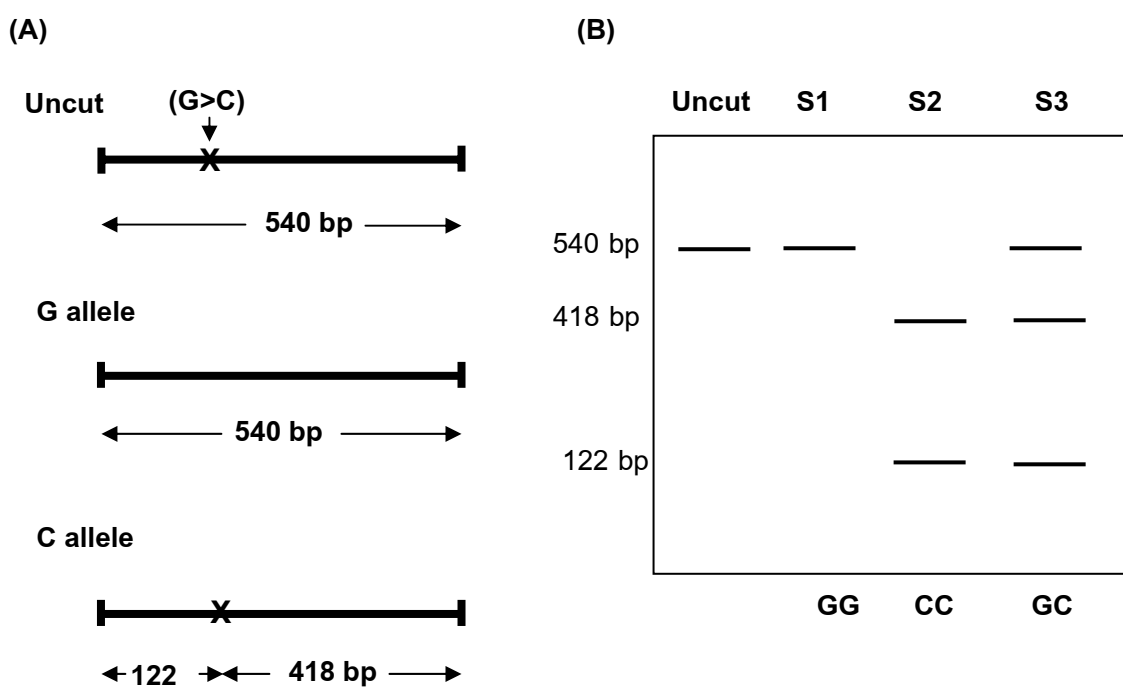 (A)
Uncut (G>C)
X
540 bp
G allele
540 bp
C allele
X
122 418 bp
(B)
Uncut S1 S2 S3
540 bp
418 bp
122 bp
GG CC GC